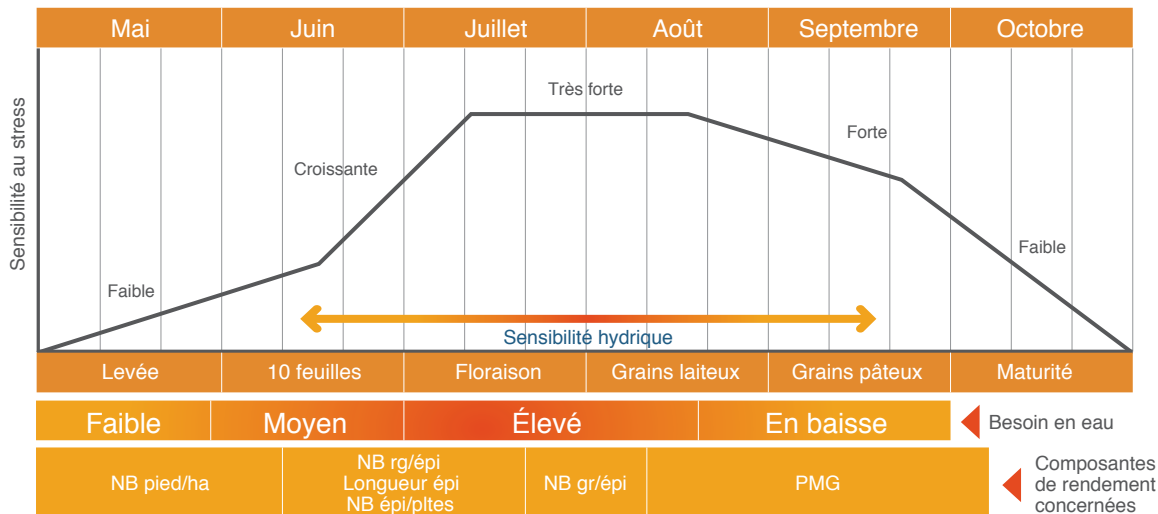 Mai
Juin
Juillet
Août
Septembre
Octobre
Sensibilité au stress
Faible
Croissante
Très forte
Forte
Faible
Sensibilité hydrique
Levée
10 feuilles
Floraison
Grains laiteux
Grains pâteux
Maturité
Faible
Moyen
Élevé
En baisse
Besoin en eau
NB pied/ha
NB rg/épi
Longueur épi
NB épi/pltes
NB gr/épi
PMG
Composantes
de rendement
concernées